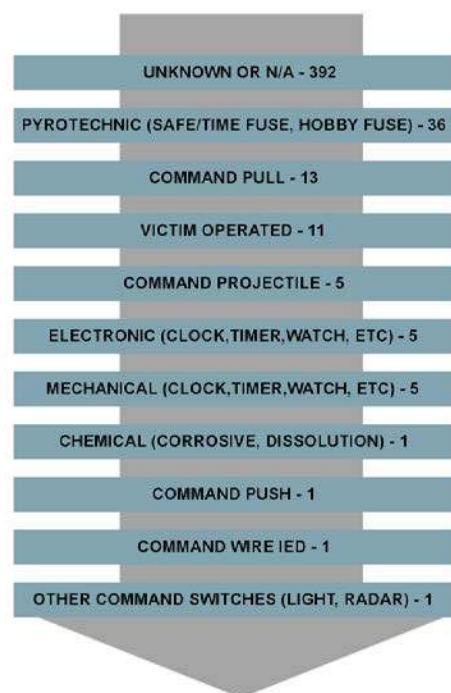 UNKNOWN OR N/A - 392
PYROTECHNIC (SAFE/TIME FUSE, HOBBY FUSE) - 36
COMMAND PULL - 13
VICTIM OPERATED - 11
COMMAND PROJECTILE - 5
ELECTRONIC (CLOCK,TIMER,WATCH, ETC) - 5
MECHANICAL (CLOCK,TIMER,WATCH, ETC) - 5
CHEMICAL (CORROSIVE, DISSOLUTION) - 1
COMMAND PUSH - 1
COMMAND WIRE IED - 1
OTHER COMMAND SWITCHES (LIGHT, RADAR) - 1